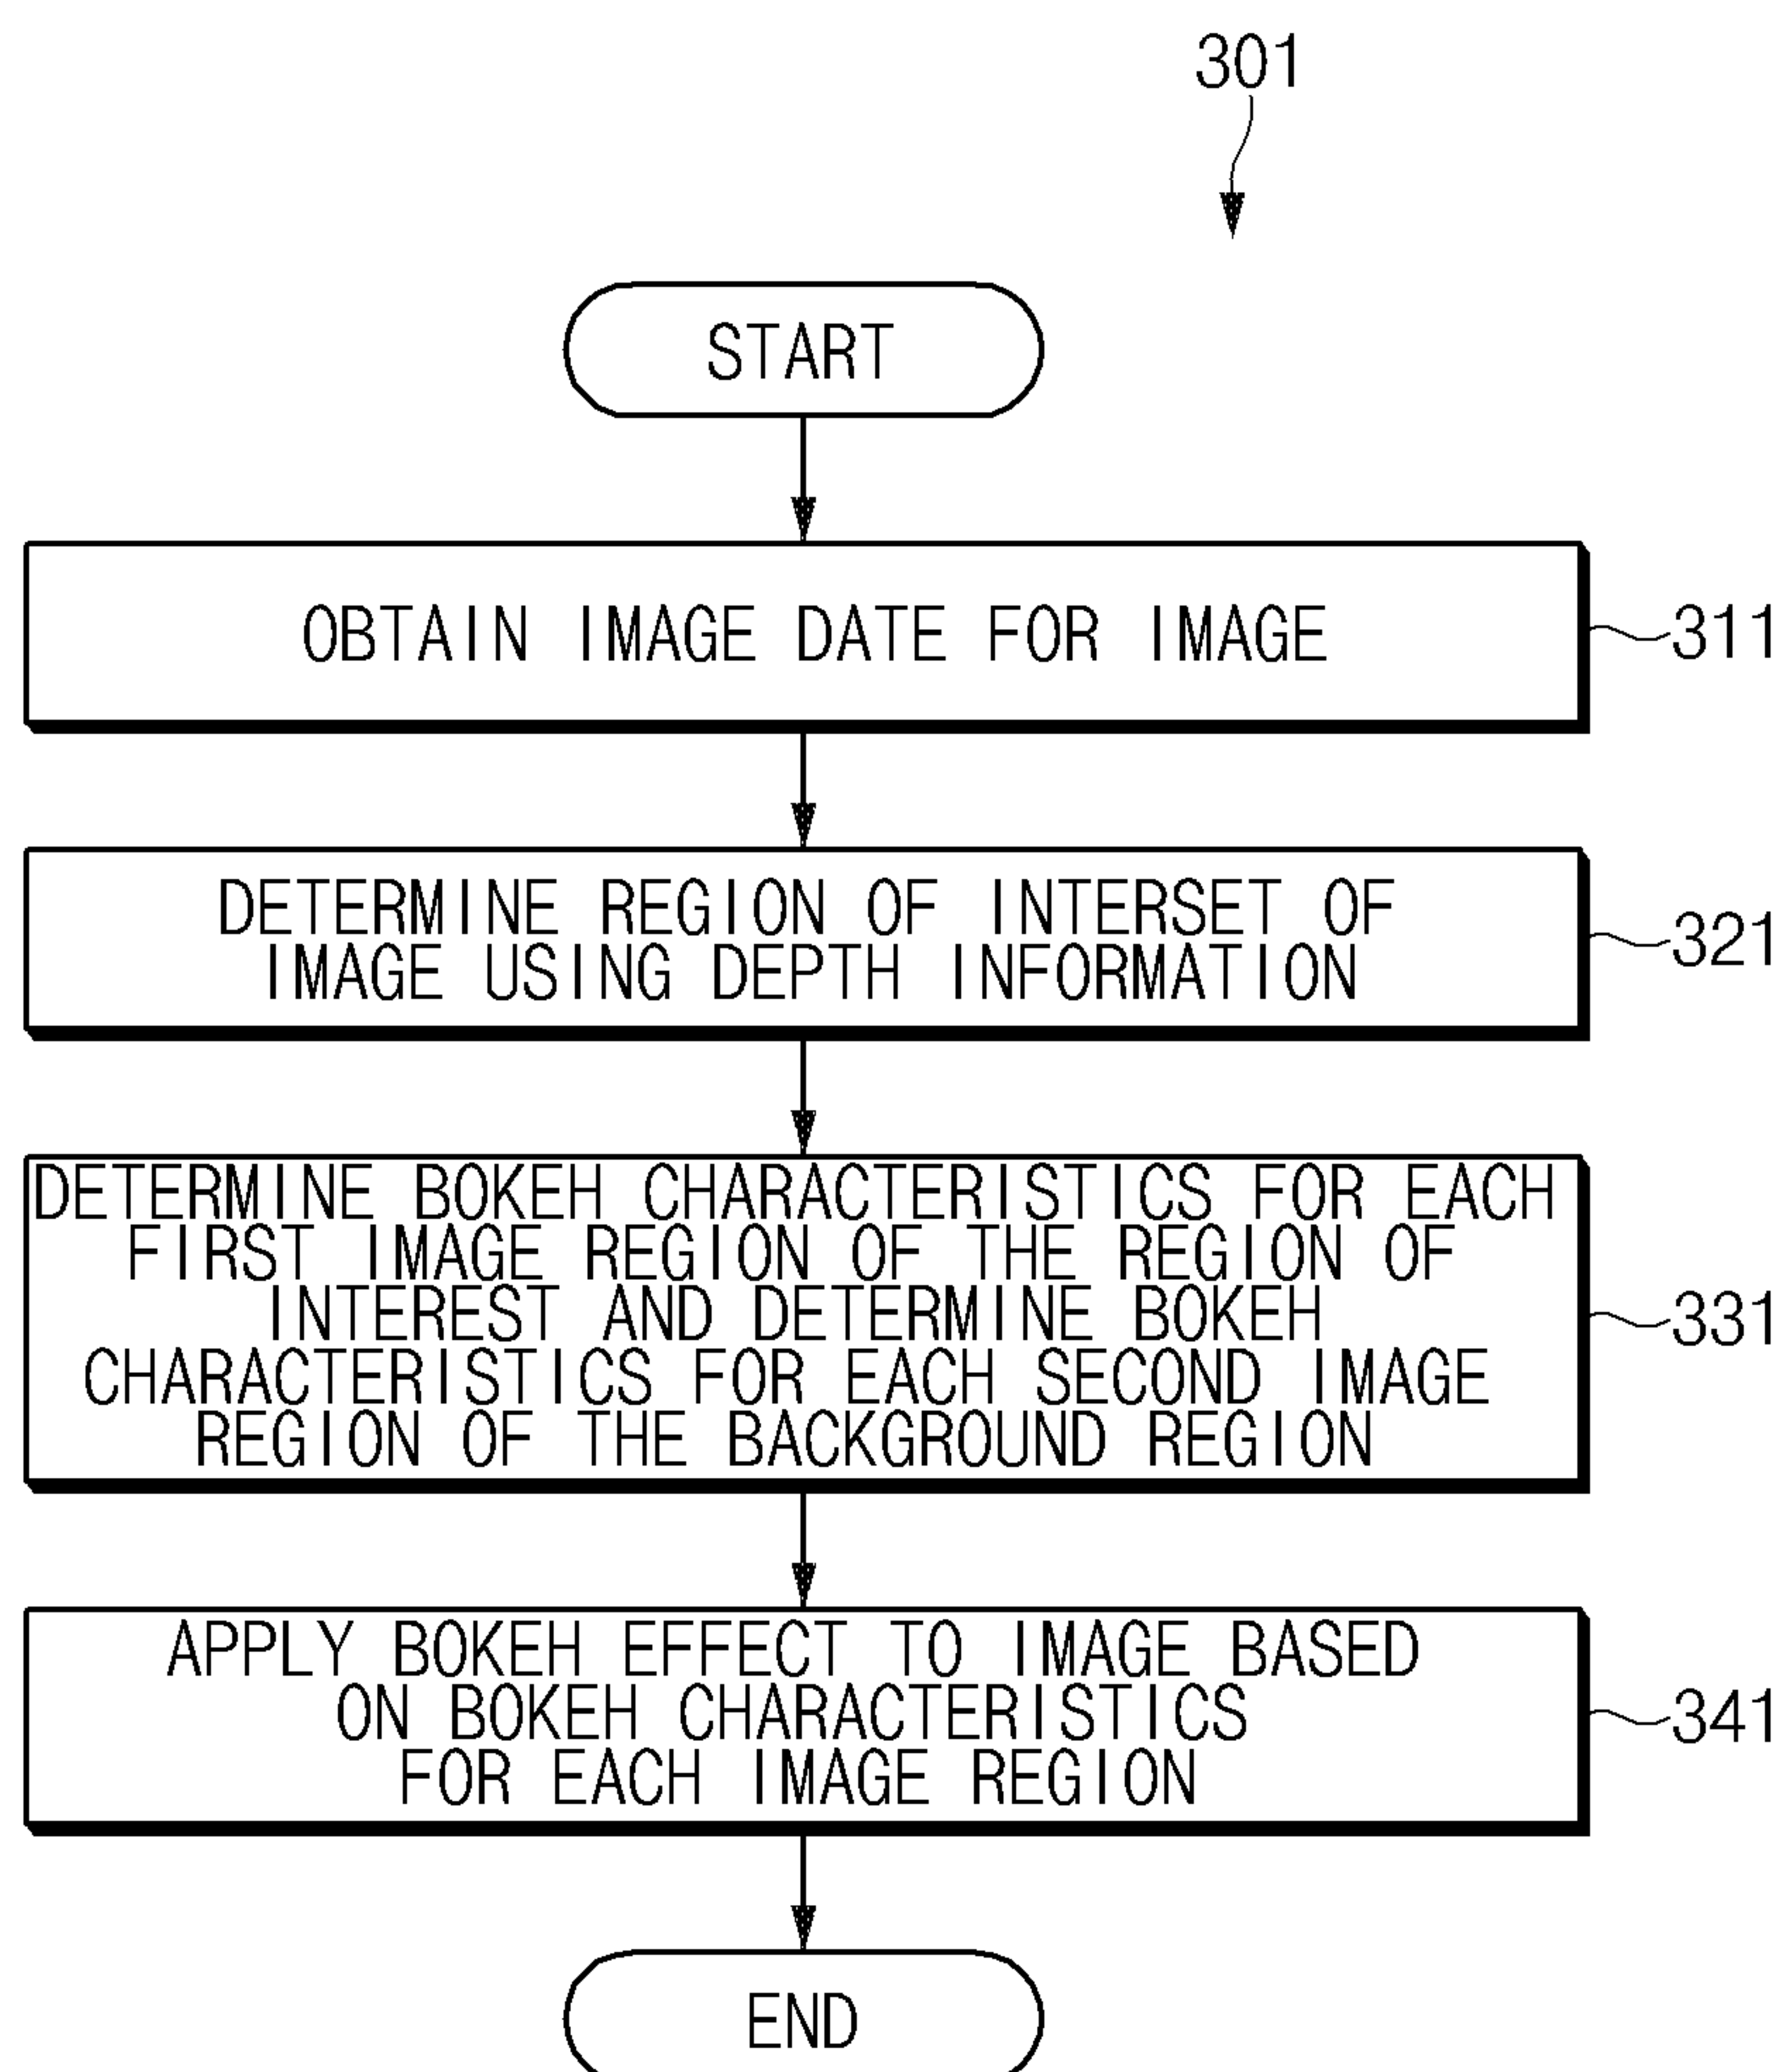 301
START
OBTAIN IMAGE DATE FOR IMAGE
311
DETERMINE REGION OF INTERSET OF
IMAGE USING DEPTH INFORMATION
321
DETERMINE BOKEH CHARACTERISTICS FOR EACH
FIRST IMAGE REGION OF THE REGION OF
INTEREST AND DETERMINE BOKEH
CHARACTERISTICS FOR EACH SECOND IMAGE
REGION OF THE BACKGROUND REGION
331
APPLY BOKEH EFFECT TO IMAGE BASED
ON BOKEH CHARACTERISTICS
FOR EACH IMAGE REGION
341
END